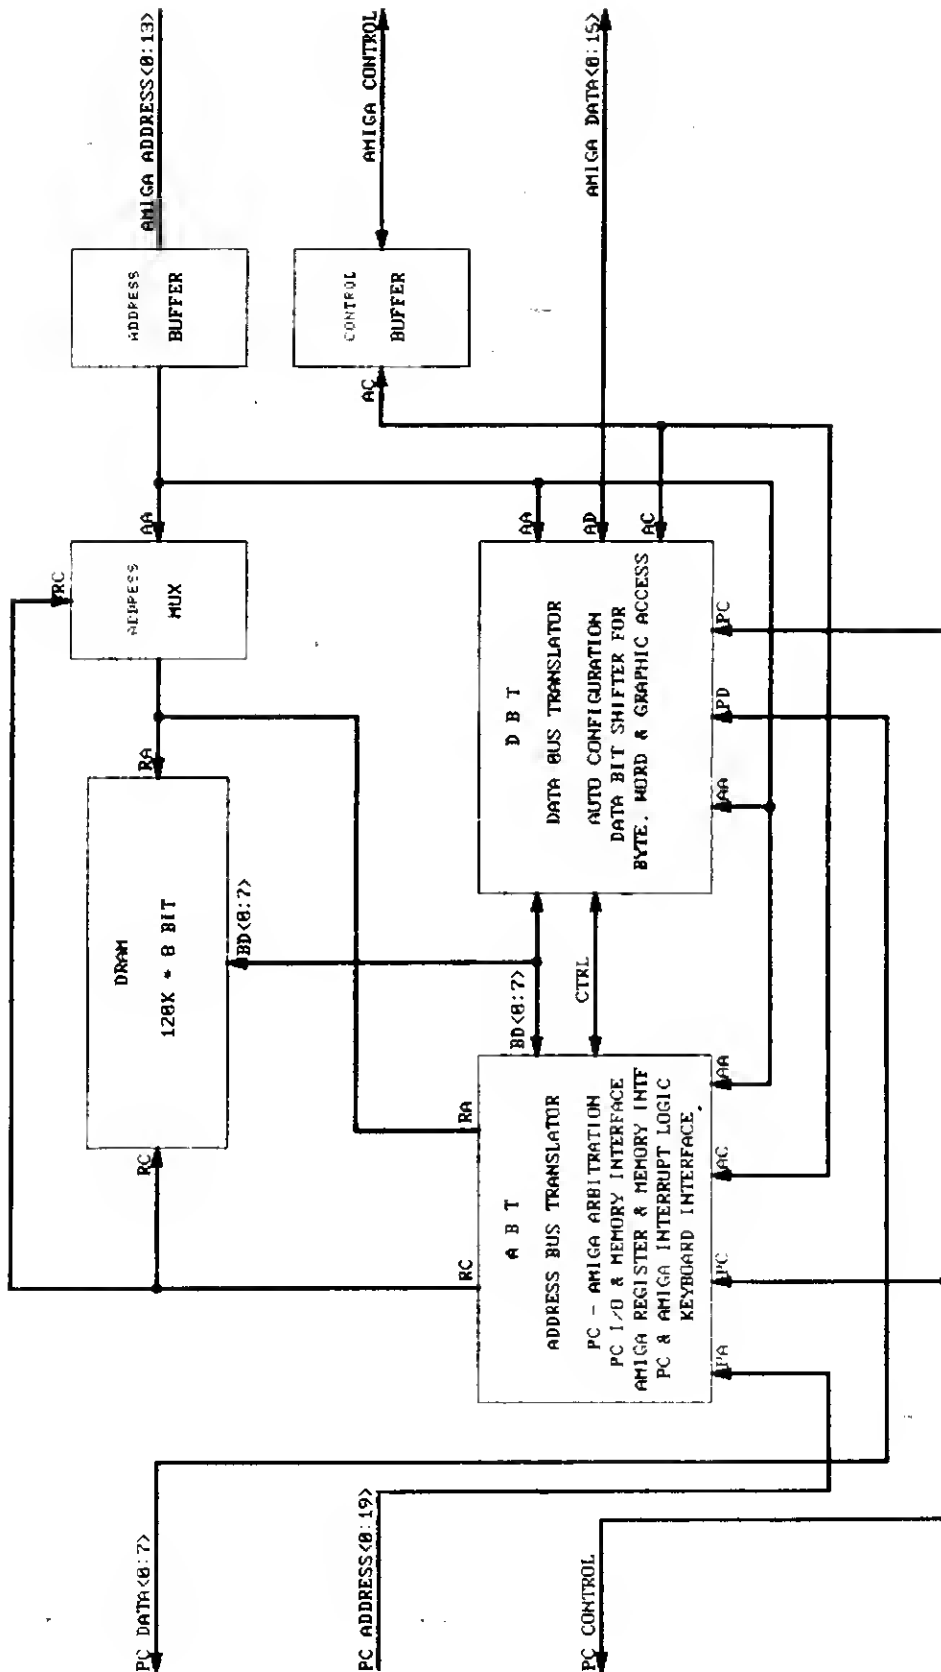 PC DATA<0:7>
PC ADDRESS<0:19>
PC CONTROL
RC
RC
RA
RC
PA
PC
AC
AA
A B T
ADDRESS BUS TRANSLATOR
PC - AMIGA ARBITRATION
PC I/O & MEMORY INTERFACE
AMIGA REGISTER & MEMORY INTF
PC & AMIGA INTERRUPT LOGIC
KEYBOARD INTERFACE.
DRAM
128K * 8 BIT
BD<0:7>
BD<0:7>
CTRL
RA
D B T
DATA BUS TRANSLATOR
AUTO CONFIGURATION
DATA BIT SHIFTER FOR
BYTE, WORD & GRAPHIC ACCESS
AA
PD
PC
AA
AD
AC
RC
ADDRESS
MUX
AA
ADDRESS
BUFFER
CONTROL
BUFFER
AC
AMIGA ADDRESS<0:13>
AMIGA CONTROL
AMIGA DATA<0:15>